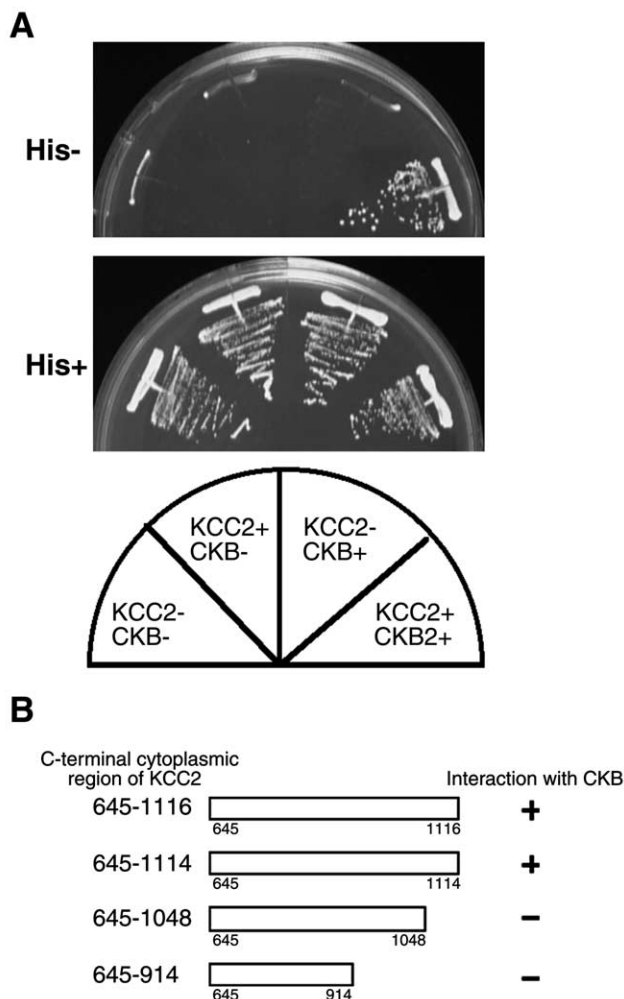 A
His-
His+
KCC2-
CKB-
KCC2+
CKB-
KCC2-
CKB+
KCC2+
CKB2+
B
C-terminal cytoplasmic
region of KCC2
Interaction with CKB
645-1116
645
1116
+
645-1114
645
1114
+
645-1048
645
1048
-
645-914
645
914
-